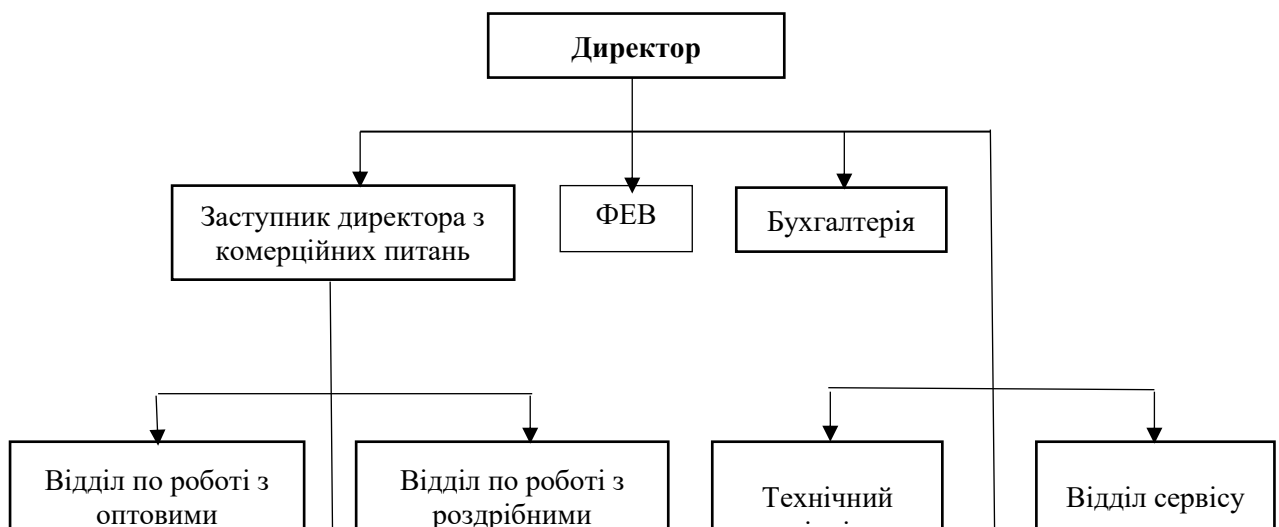 Директор
Заступник директора з
комерційних питань
ФЕВ
Бухгалтерія
Відділ по роботі з
оптовими
Відділ по роботі з
роздрібними
Технічний
Відділ сервісу